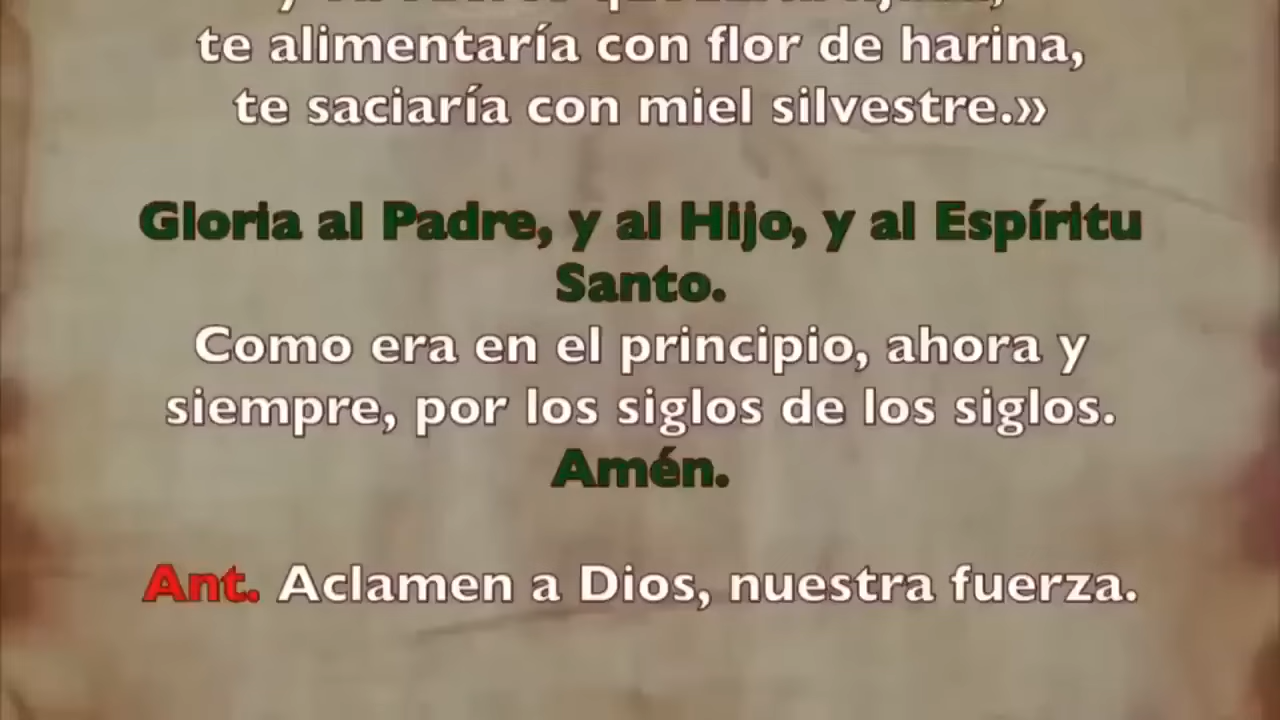 te alimentaría con flor de harina,
te saciaría con miel silvestre.»
Gloria al Padre, y al Hijo, y al Espíritu
Santo.
Como era en el principio, ahora y
siempre, por los siglos de los siglos.
Amén.
Ant. Aclamen a Dios, nuestra fuerza.